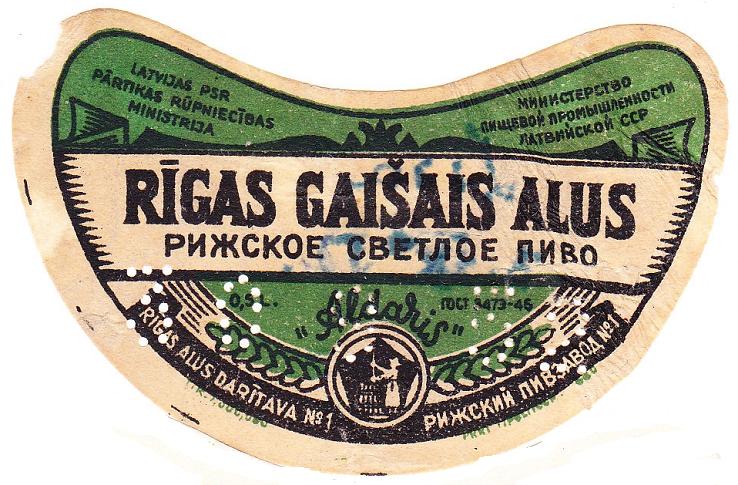 LATVIJAS PSR
PĀRTIKAS RŪPNIECĪBAS
MINISTRIJA
МИНИСТЕРСТВО
ПИЩЕВОЙ ПРОМЫШЛЕННОСТИ
ЛАТВИЙСКОЙ ССР
RĪGAS GAIŠAIS ALUS
РИЖСКОЕ СВЕТЛОЕ ПИВО
0,5 L.
ГОСТ 3473-46
"Aldaris"
RĪGAS ALUS DARĪTAVA №1
РИЖСКИЙ ПИВЗАВОД №1